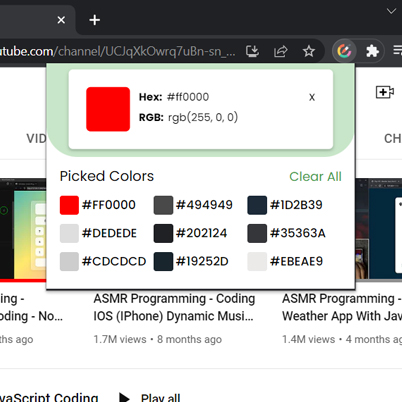 utube.com/channel/UCJqXkOwrq7uBn-sn_...
Hex: #ff0000
X
RGB: rgb(255, 0, 0)
VID
CH
Picked Colors
Clear All
#FF0000 #494949 #1D2B39
#DEDEDE #202124 #35363A
#CDCDCD #19252D #EBEAE9
ing -
oding - No...
ths ago
ASMR Programming - Coding
IOS (IPhone) Dynamic Musi...
1.7M views • 8 months ago
ASMR Programming -
Weather App With Jav
1.4M views • 4 months a
vaScript Coding
Play all